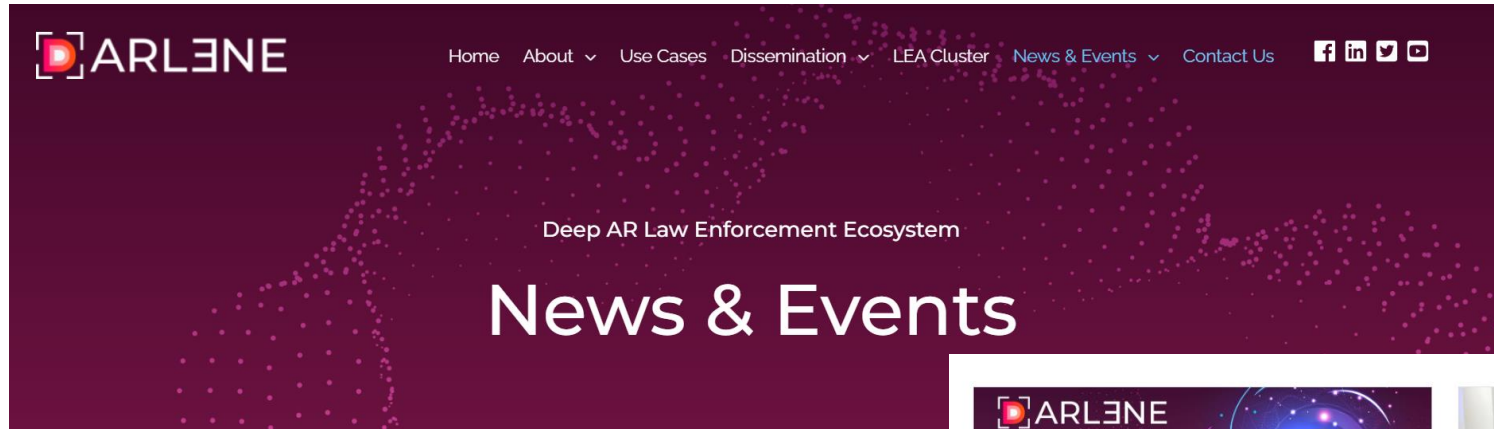 DARLENE
Home About Use Cases Dissemination LEA Cluster News & Events Contact Us
Deep AR Law Enforcement Ecosystem
News & Events
DARLENE